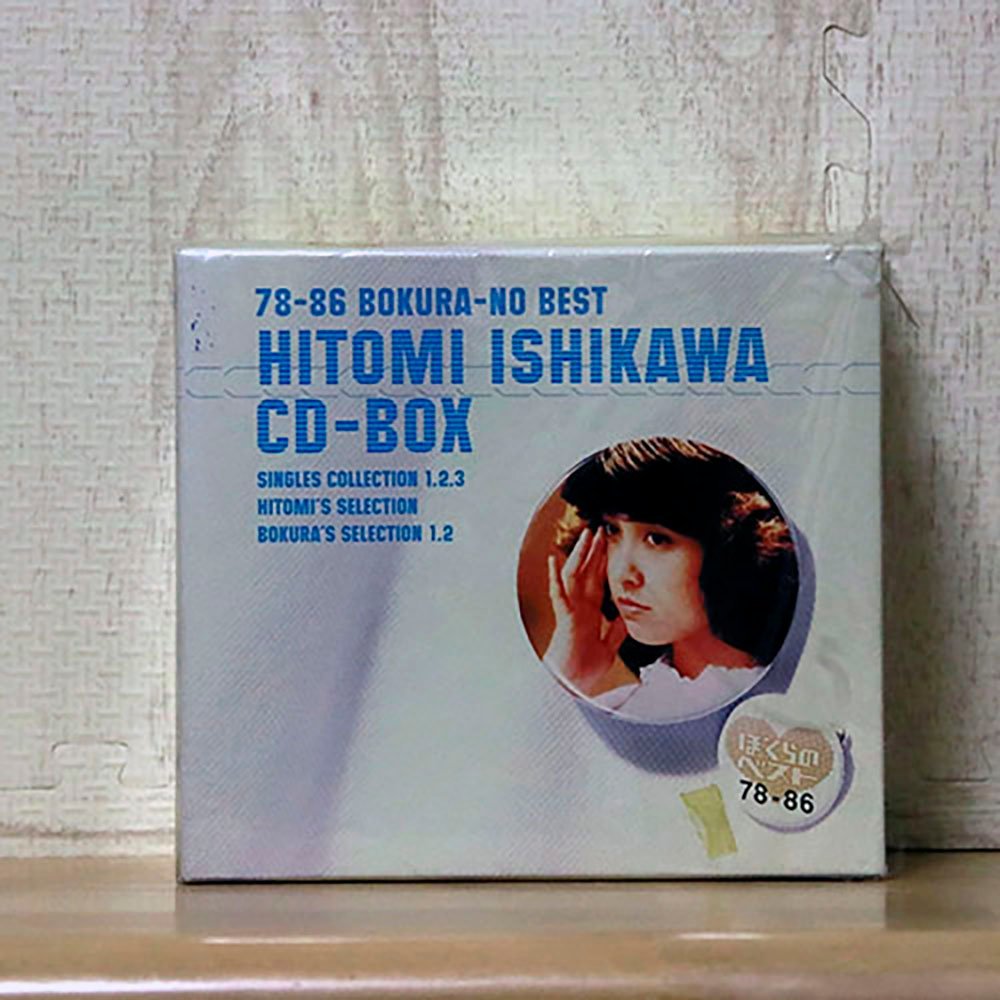 78-86 BOKURA-NO BEST
HITOMI ISHIKAWA
CD-BOX
SINGLES COLLECTION 1.2.3
HITOMI'S SELECTION
BOKURA'S SELECTION 1.2
ぼくらの
ベスト
78-86